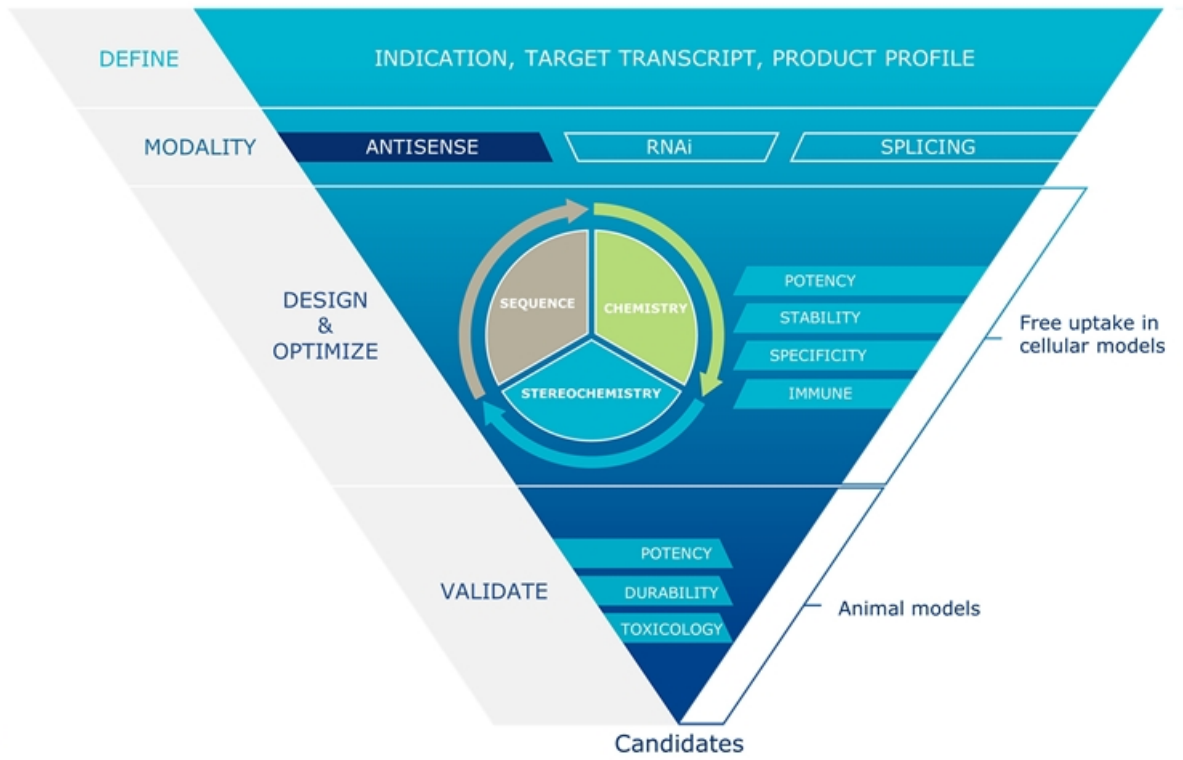 DEFINE
INDICATION, TARGET TRANSCRIPT, PRODUCT PROFILE
MODALITY
ANTISENSE
RNAi
SPLICING
DESIGN
&
OPTIMIZE
SEQUENCE
CHEMISTRY
STEREOCHEMISTRY
POTENCY
STABILITY
SPECIFICITY
IMMUNE
Free uptake in
cellular models
VALIDATE
POTENCY
DURABILITY
TOXICOLOGY
Animal models
Candidates